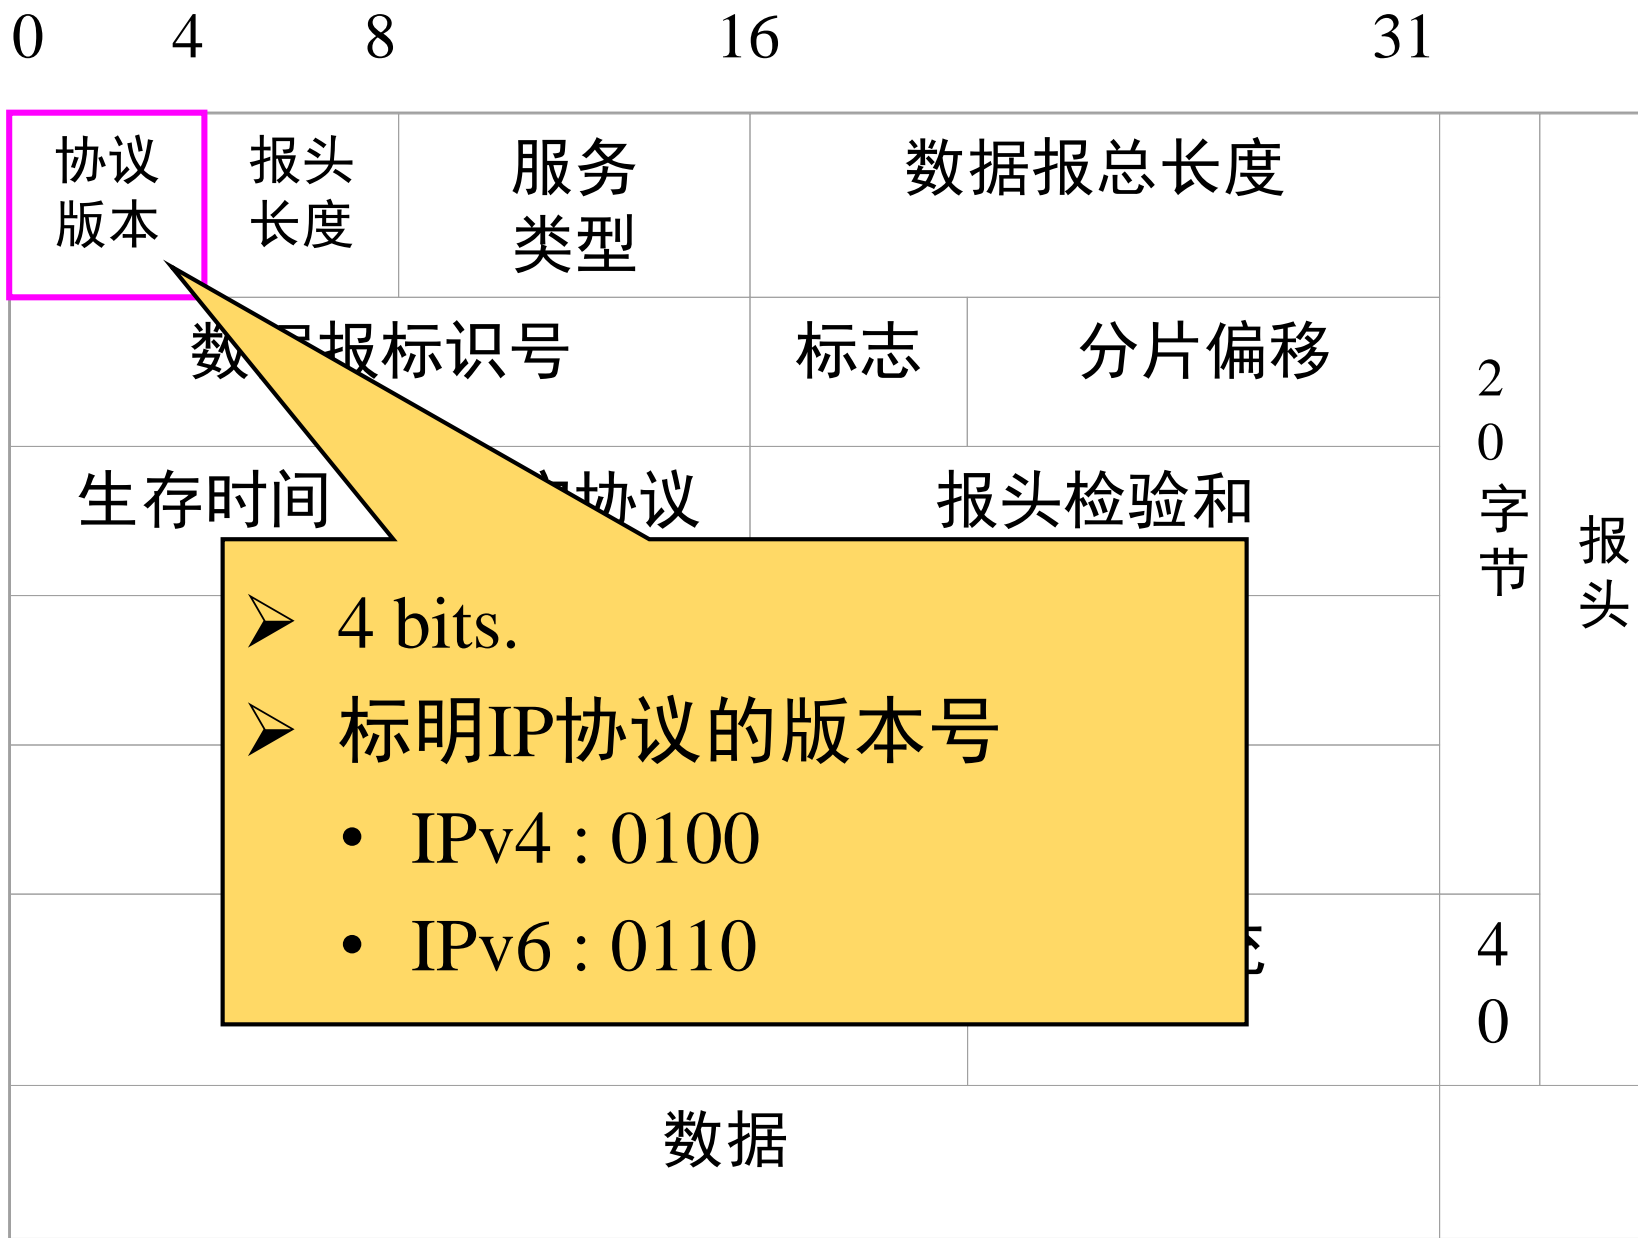 0 4 8 16 31
协议
版本
报头
长度
服务
类型
数据报总长度
数 报标识号
标志
分片偏移
生存时间
协议
报头检验和
2
0
字
节
报
头
4 bits.
标明IP协议的版本号
IPv4 : 0100
IPv6 : 0110
4
0
数据